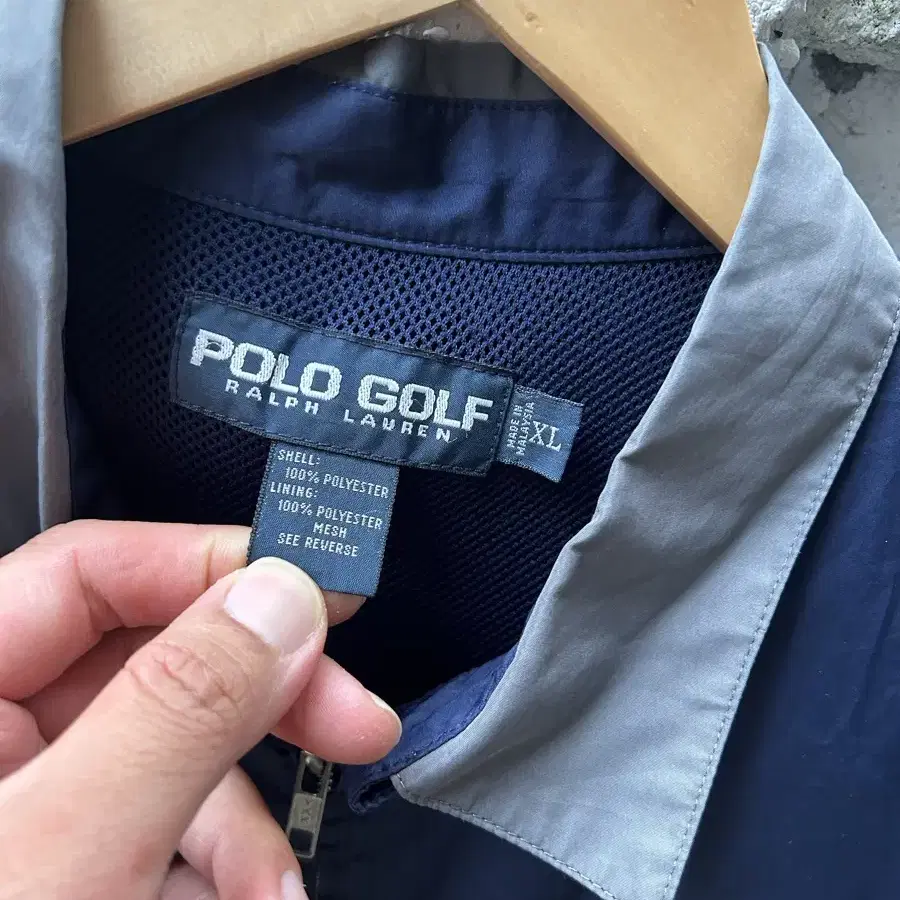 POLO GOLF
RALPH LAUREN
MADE IN
MALAYSIA
XL
SHELL:
100% POLYESTER
LINING:
100% POLYESTER
MESH
SEE REVERSE